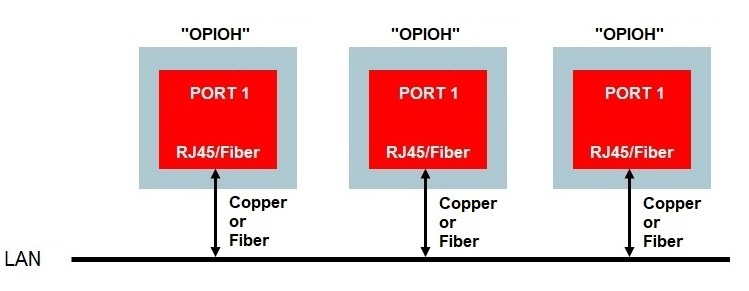 "OPIOH" "OPIOH" "OPIOH"
PORT 1 PORT 1 PORT 1
RJ45/Fiber RJ45/Fiber RJ45/Fiber
Copper Copper Copper
or or or
Fiber Fiber Fiber
LAN